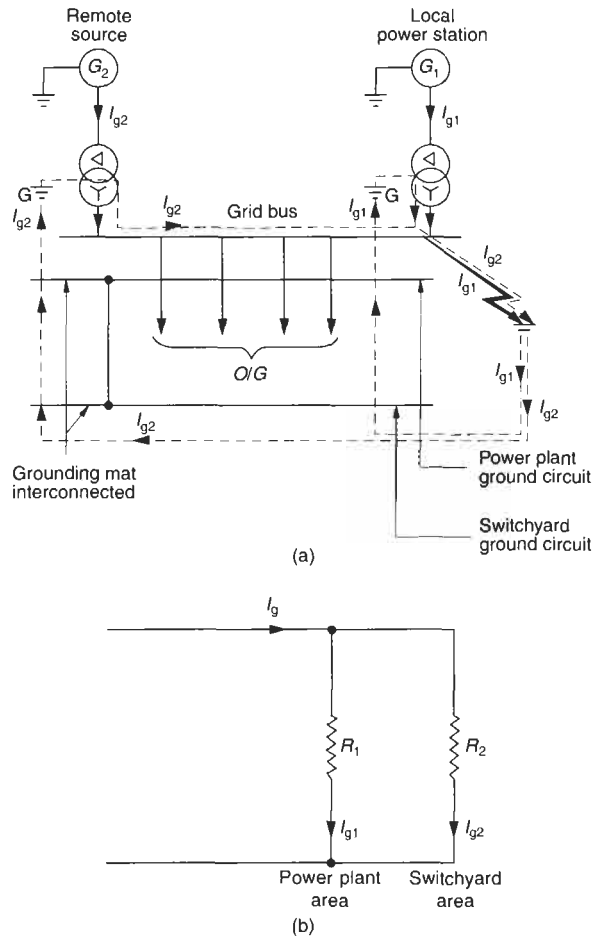 Remote
source
Local
power station
G2
G1
Ig2
Ig1
Δ
Δ
Y
Y
G
G
Ig2
Ig1
Ig2
Grid bus
Ig2
Ig1
O/G
Ig1
Ig2
Ig2
Grounding mat
interconnected
Power plant
ground circuit
Switchyard
ground circuit
(a)
Ig
R1
R2
Ig1
Ig2
Power plant
area
Switchyard
area
(b)